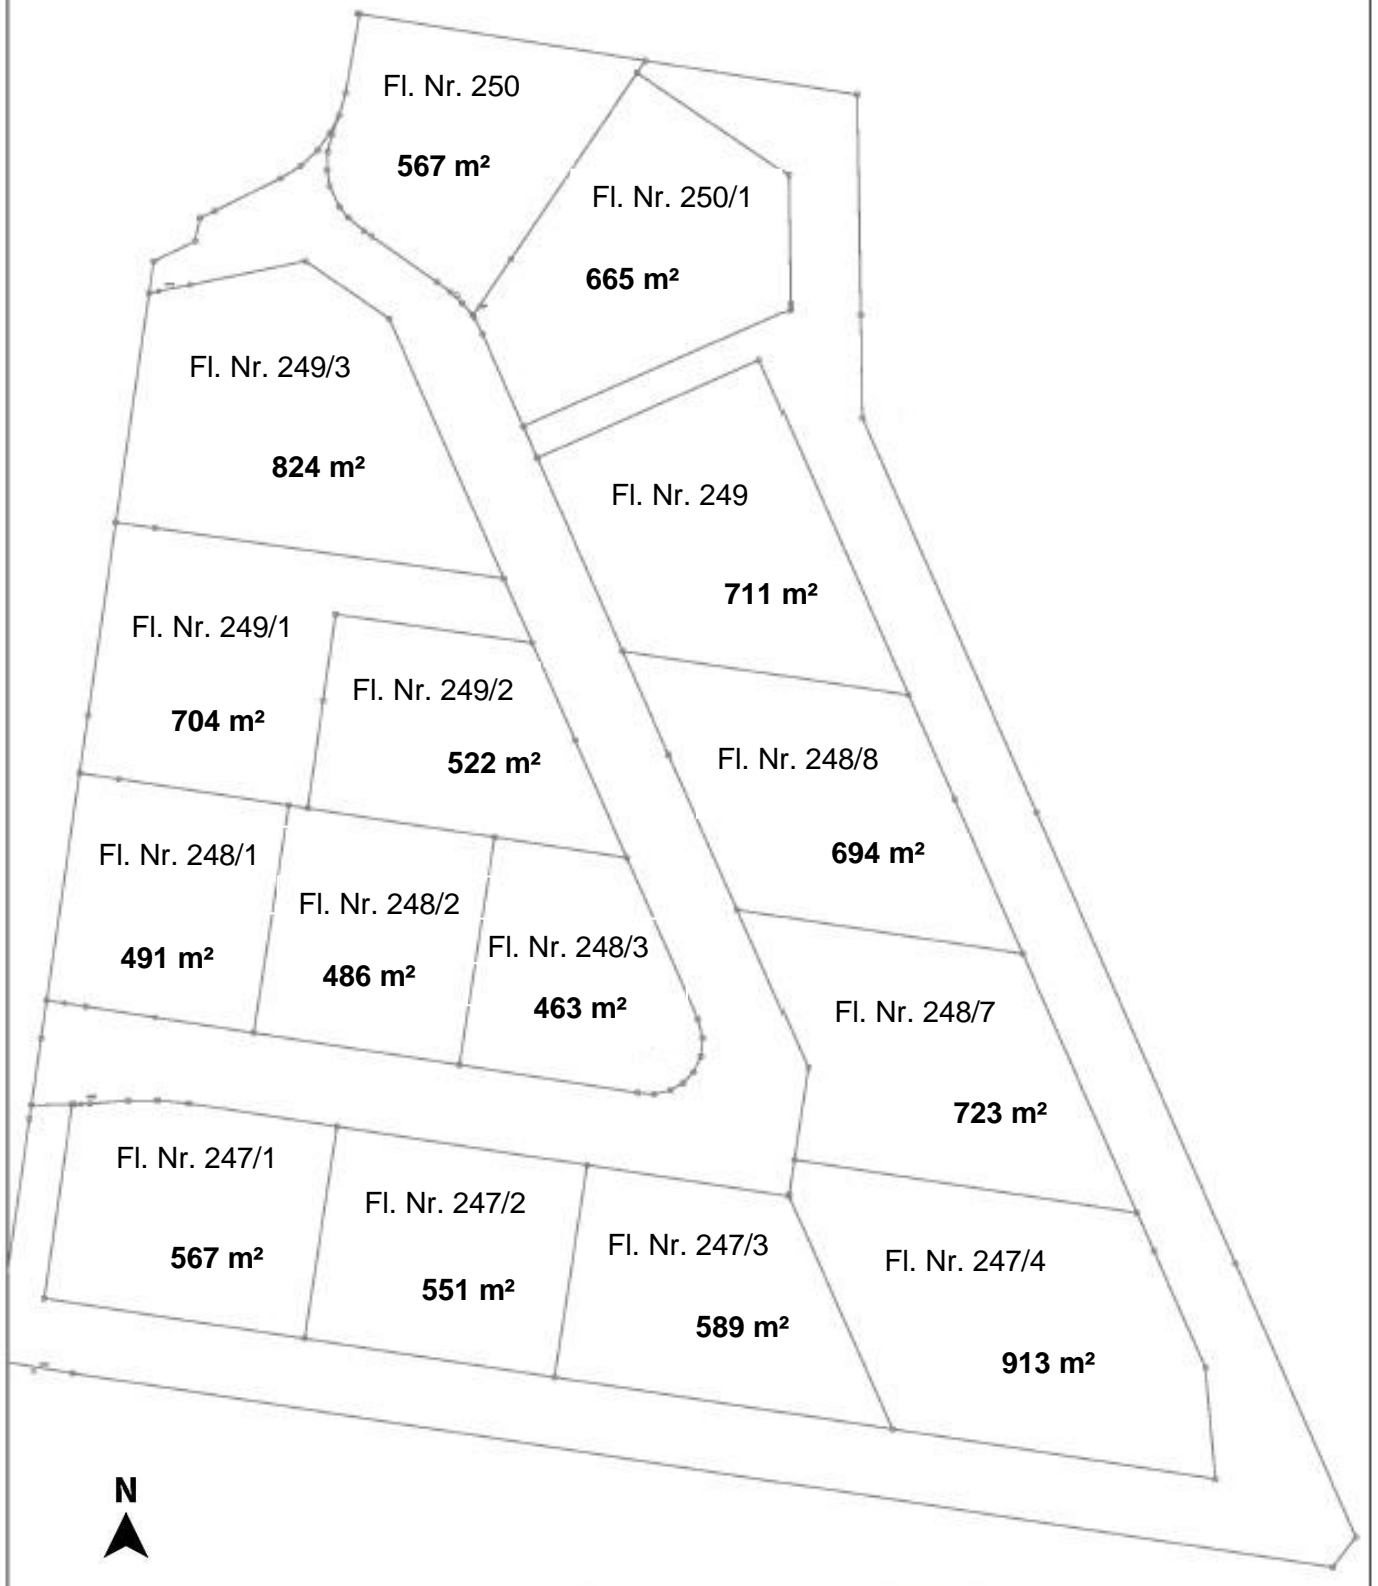 Fl. Nr. 250
567 m²
Fl. Nr. 250/1
665 m²
Fl. Nr. 249/3
824 m²
Fl. Nr. 249
711 m²
Fl. Nr. 249/1
704 m²
Fl. Nr. 249/2
522 m²
Fl. Nr. 248/8
694 m²
Fl. Nr. 248/1
491 m²
Fl. Nr. 248/2
486 m²
Fl. Nr. 248/3
463 m²
Fl. Nr. 248/7
723 m²
Fl. Nr. 247/1
567 m²
Fl. Nr. 247/2
551 m²
Fl. Nr. 247/3
589 m²
Fl. Nr. 247/4
913 m²
N